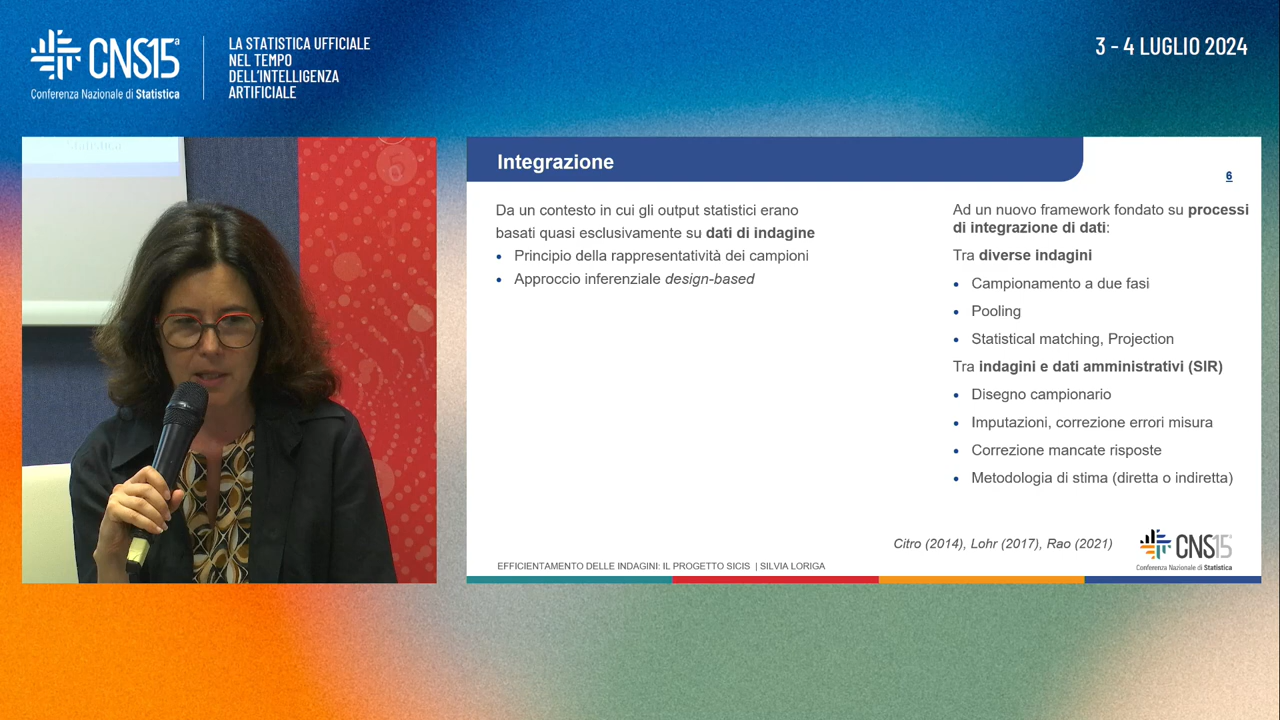 CNS15ª
Conferenza Nazionale di Statistica
LA STATISTICA UFFICIALE
NEL TEMPO
DELL'INTELLIGENZA
ARTIFICIALE
3 - 4 LUGLIO 2024
Integrazione
6
Da un contesto in cui gli output statistici erano
basati quasi esclusivamente su dati di indagine
• Principio della rappresentatività dei campioni
• Approccio inferenziale design-based
Ad un nuovo framework fondato su processi
di integrazione di dati:
Tra diverse indagini
• Campionamento a due fasi
• Pooling
• Statistical matching, Projection
Tra indagini e dati amministrativi (SIR)
• Disegno campionario
• Imputazioni, correzione errori misura
• Correzione mancate risposte
• Metodologia di stima (diretta o indiretta)
Citro (2014), Lohr (2017), Rao (2021)
CNS15
Conferenza Nazionale di Statistica
EFFICIENTAMENTO DELLE INDAGINI: IL PROGETTO SICIS | SILVIA LORIGA